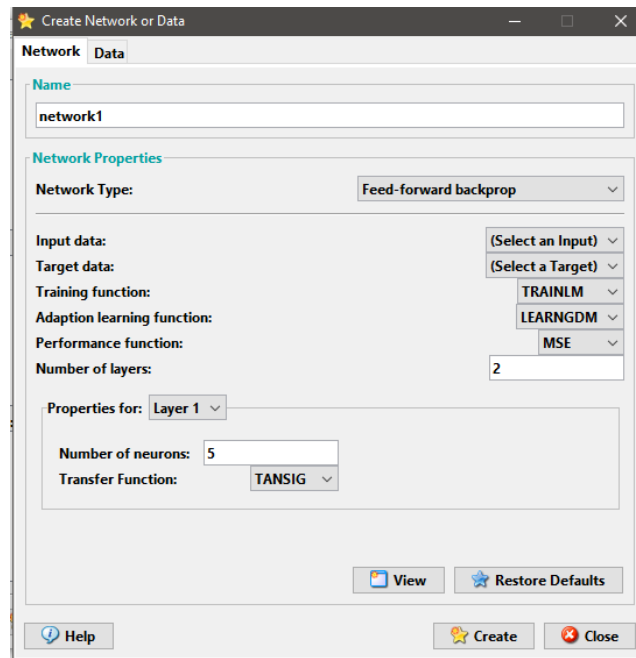 Create Network or Data
Network Data
Name
network1
Network Properties
Network Type: Feed-forward backprop
Input data: (Select an Input)
Target data: (Select a Target)
Training function: TRAINLM
Adaption learning function: LEARNGDM
Performance function: MSE
Number of layers: 2
Properties for: Layer 1
Number of neurons: 5
Transfer Function: TANSIG
View Restore Defaults
Help Create Close